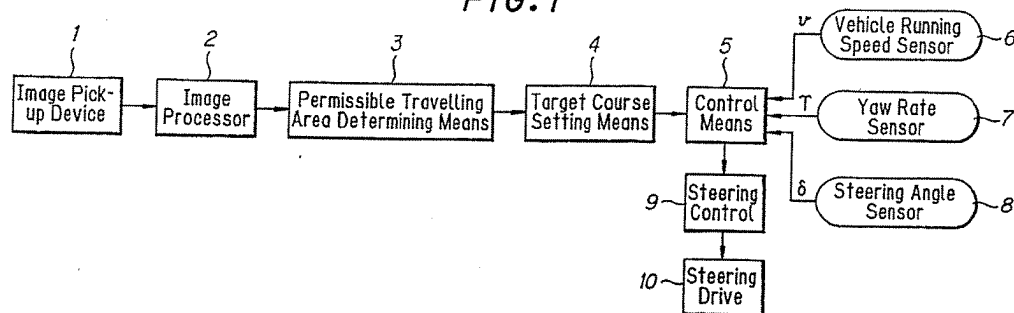 FIG. 1
1
2
3
4
5
6
7
8
9
10
Image Pick-
up Device
Image
Processor
Permissible Travelling
Area Determining Means
Target Course
Setting Means
Control
Means
Vehicle Running
Speed Sensor
Yaw Rate
Sensor
Steering Angle
Sensor
Steering
Control
Steering
Drive
υ
γ
δ